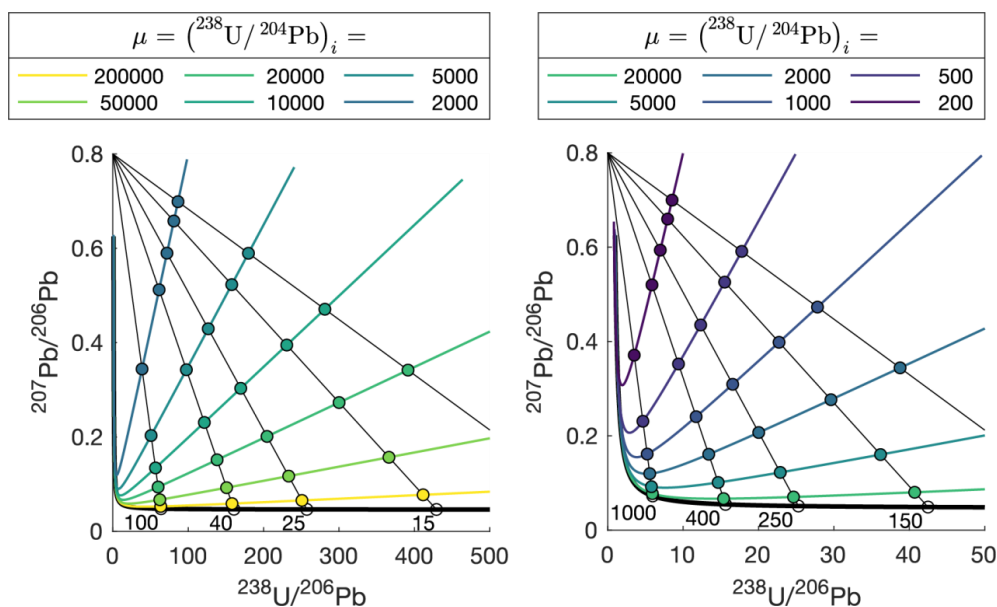 μ = (²³⁸U/ ²⁰⁴Pb)ᵢ =
200000 20000 5000
50000 10000 2000
0.8
0.6
0.4
0.2
0
²⁰⁷Pb/²⁰⁶Pb
100 40 25 15
0 100 200 300 400 500
²³⁸U/²⁰⁶Pb
μ = (²³⁸U/ ²⁰⁴Pb)ᵢ =
20000 2000 500
5000 1000 200
0.8
0.6
0.4
0.2
0
²⁰⁷Pb/²⁰⁶Pb
1000 400 250 150
0 10 20 30 40 50
²³⁸U/²⁰⁶Pb